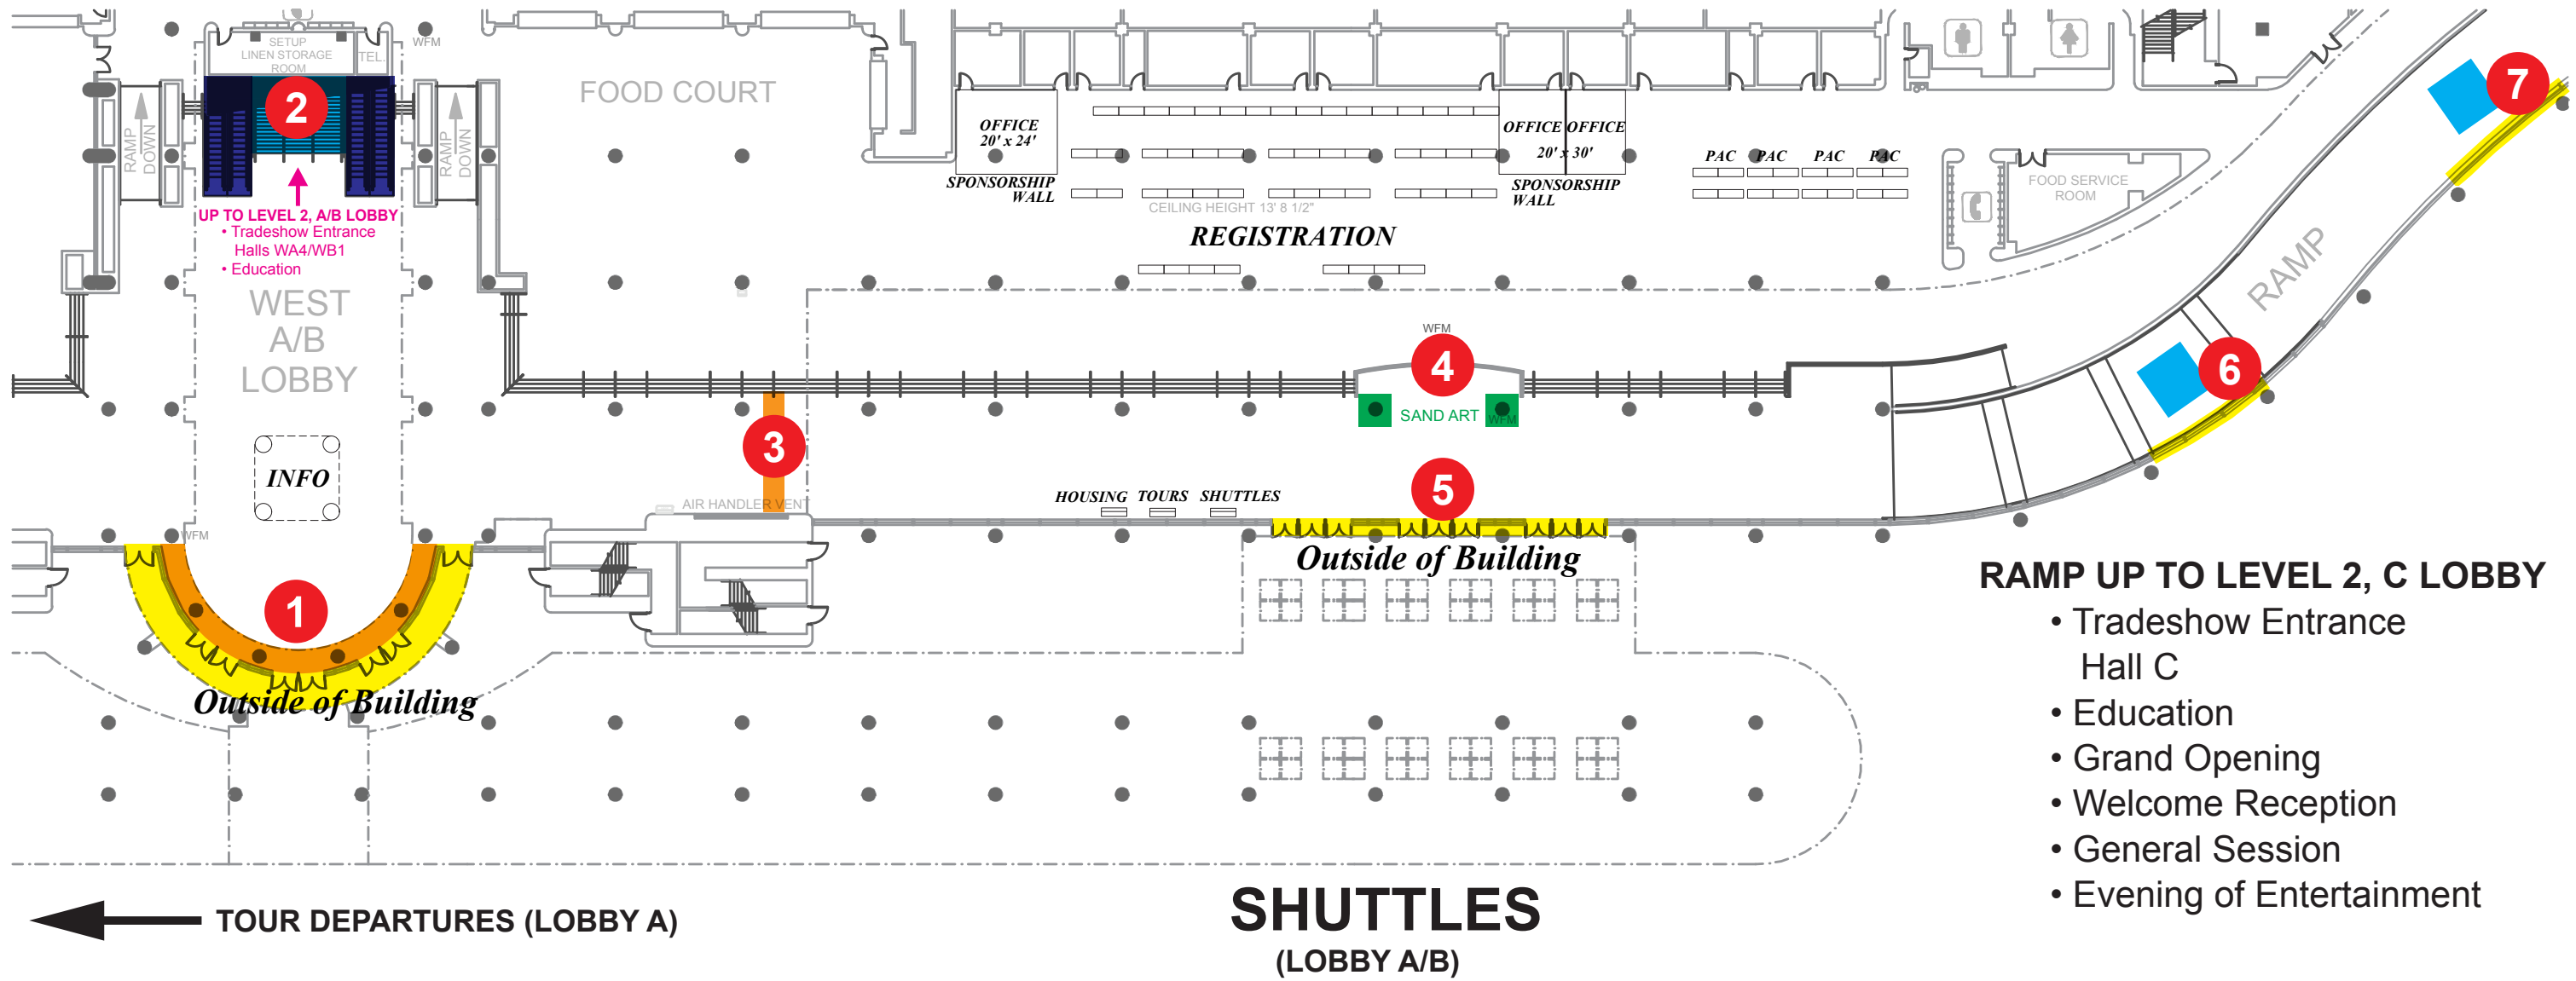 SETUP
LINEN STORAGE
ROOM
TEL.
WFM
2
RAMP
DOWN
RAMP
DOWN
UP TO LEVEL 2, A/B LOBBY
• Tradeshow Entrance
Halls WA4/WB1
• Education
WEST
A/B
LOBBY
INFO
WFM
1
Outside of Building
FOOD COURT
3
AIR HANDLER VENT
OFFICE
20' x 24'
SPONSORSHIP
WALL
OFFICE
OFFICE
20' x 30'
SPONSORSHIP
WALL
CEILING HEIGHT 13' 8 1/2"
REGISTRATION
PAC
PAC
PAC
PAC
FOOD SERVICE
ROOM
WFM
4
SAND ART
WFM
5
HOUSING
TOURS
SHUTTLES
Outside of Building
RAMP
6
7
RAMP UP TO LEVEL 2, C LOBBY
• Tradeshow Entrance
Hall C
• Education
• Grand Opening
• Welcome Reception
• General Session
• Evening of Entertainment
TOUR DEPARTURES (LOBBY A)
SHUTTLES
(LOBBY A/B)